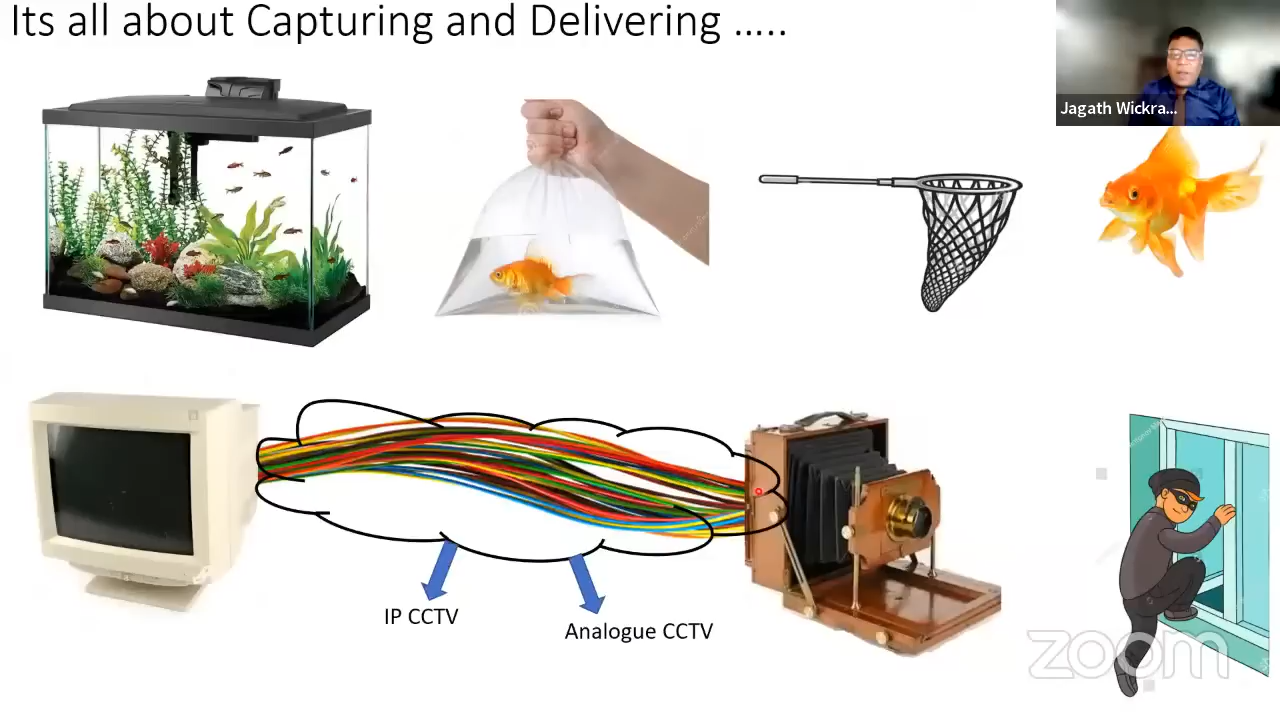 Its all about Capturing and Delivering …..
Jagath Wickra...
IP CCTV
Analogue CCTV
zoom